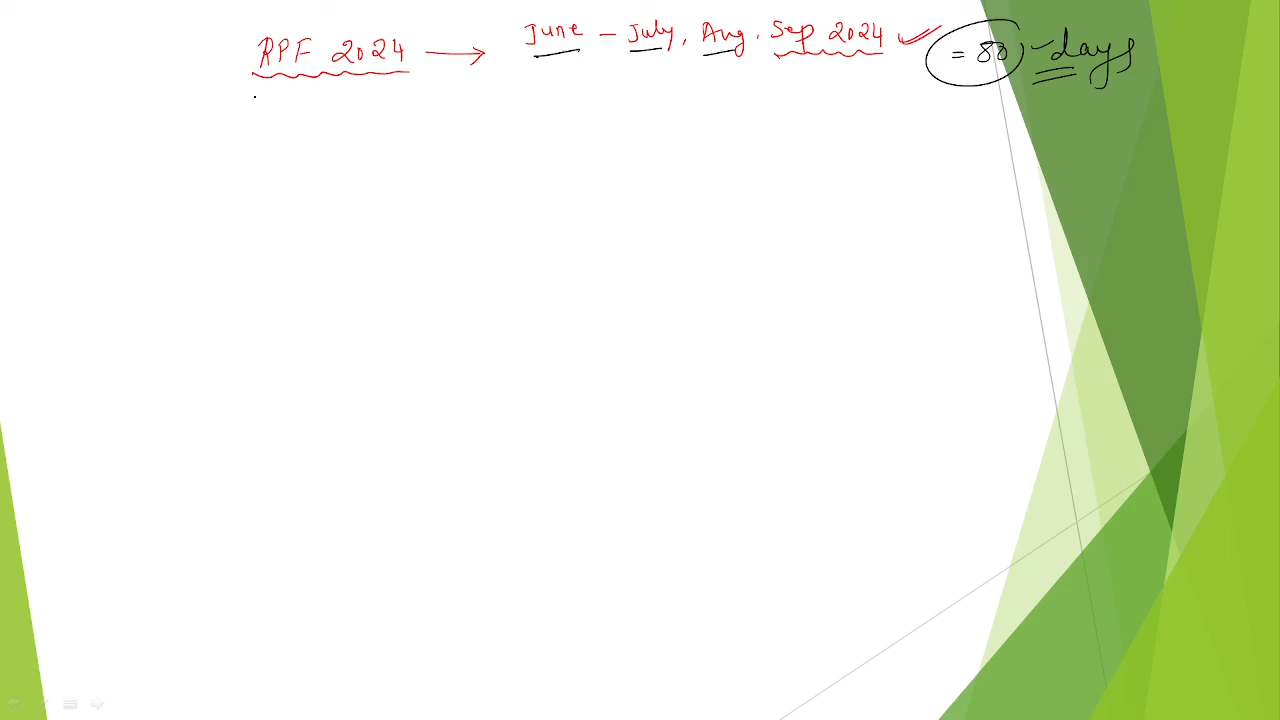 RPF 2024 → June - July, Aug, Sep 2024 ✓ = 80 - days